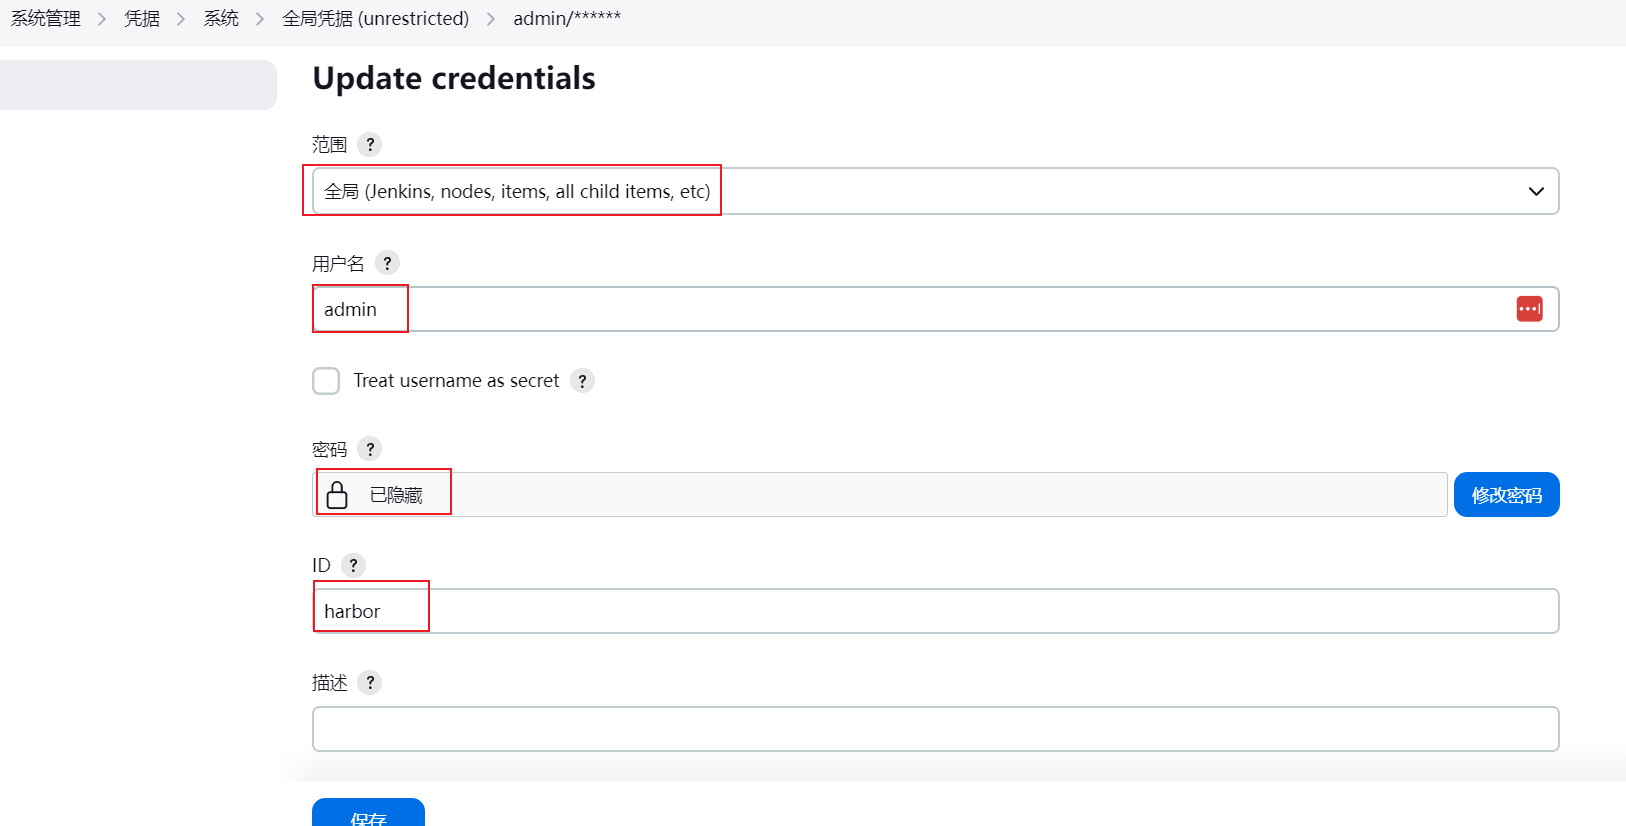 系统管理 > 凭据 > 系统 > 全局凭据 (unrestricted) > admin/******
Update credentials
范围 ?
全局 (Jenkins, nodes, items, all child items, etc)
用户名 ?
admin
Treat username as secret ?
密码 ?
已隐藏
修改密码
ID ?
harbor
描述 ?
保存